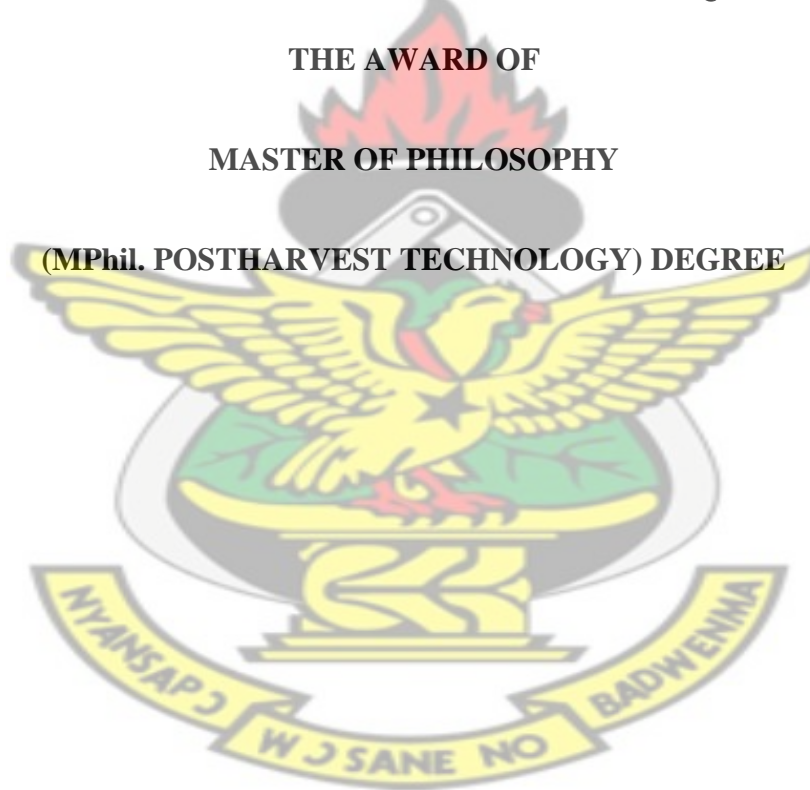 THE AWARD OF
MASTER OF PHILOSOPHY
(MPhil. POSTHARVEST TECHNOLOGY) DEGREE
NYANSAPƆ
WƆSANE NO
BADWENMA